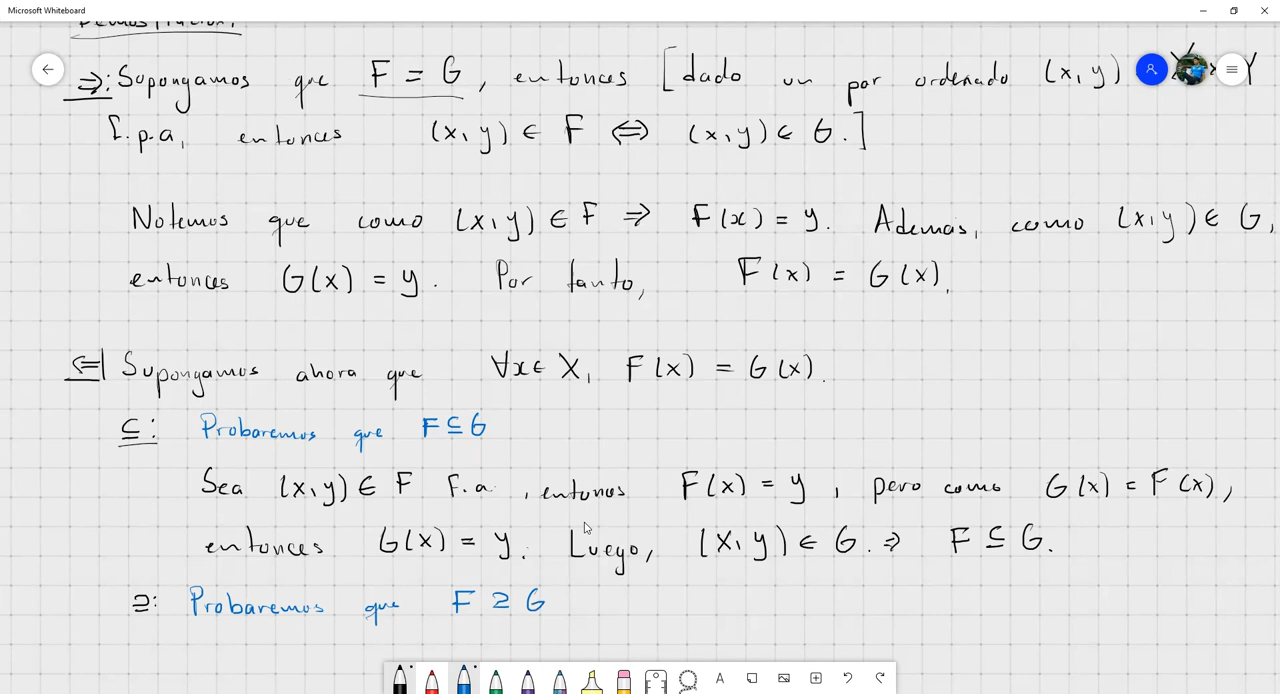 Microsoft Whiteboard
Demostración:
⇒: Supongamos que F = G, entonces [dado un par ordenado (x,y)
f.p.a, entonces (x,y) ∈ F ⇔ (x,y) ∈ G.]
Notemos que como (x,y) ∈ F ⇒ F(x) = y. Además, como (x,y) ∈ G,
entonces G(x) = y. Por tanto, F(x) = G(x).
⇐| Supongamos ahora que ∀x∈ X, F(x) = G(x).
⊆: Probaremos que F⊆G
Sea (x,y) ∈ F f.a., entonces F(x) = y, pero como G(x) = F(x),
entonces G(x) = y. Luego, (x,y) ∈ G. ⇒ F ⊆ G.
⊇: Probaremos que F ⊇ G